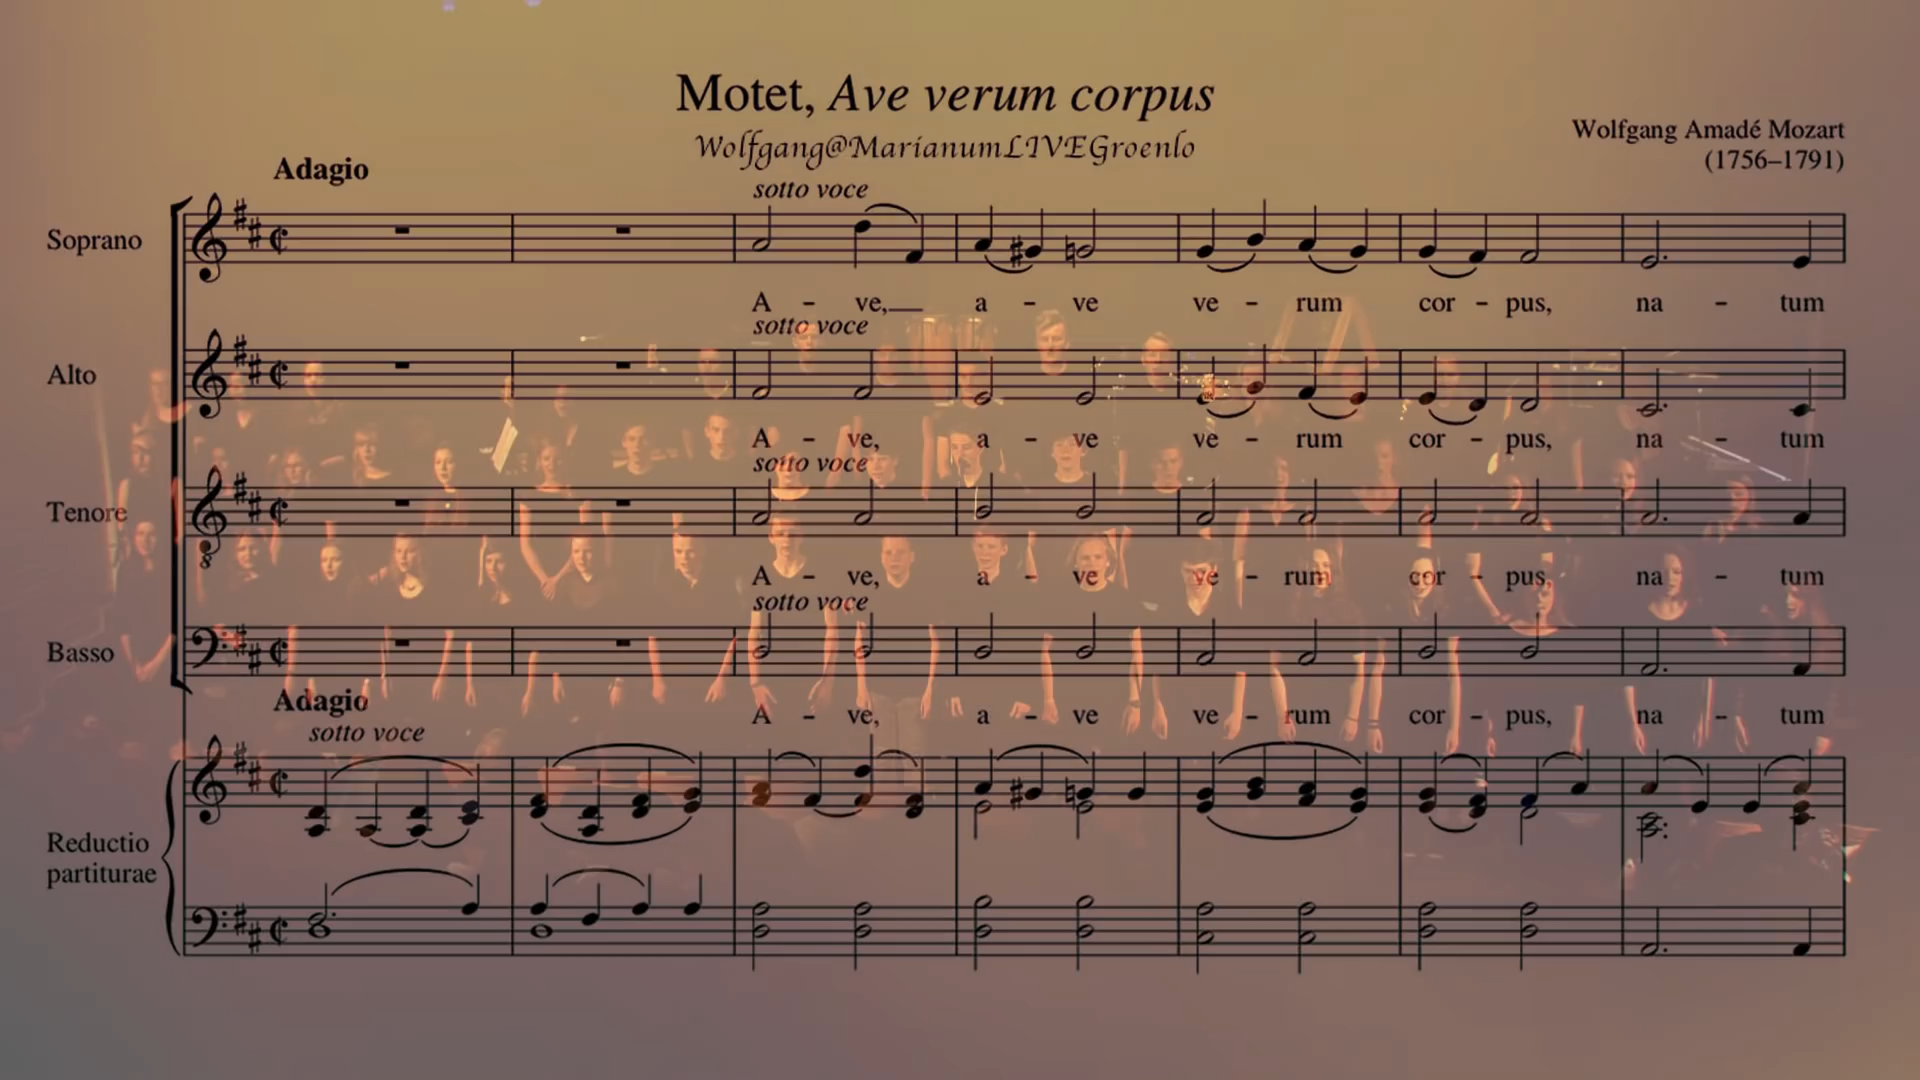 Motet, Ave verum corpus
Wolfgang@MarianumLIVEGroenlo
Wolfgang Amadé Mozart
(1756–1791)
Adagio
sotto voce
Soprano
A – ve, a – ve ve – rum cor – pus, na – tum
sotto voce
Alto
A – ve, a – ve ve – rum cor – pus, na – tum
sotto voce
Tenore
8
A – ve, a – ve ve – rum cor – pus, na – tum
sotto voce
Basso
A – ve, a – ve ve – rum cor – pus, na – tum
Adagio
sotto voce
Reductio
partiturae